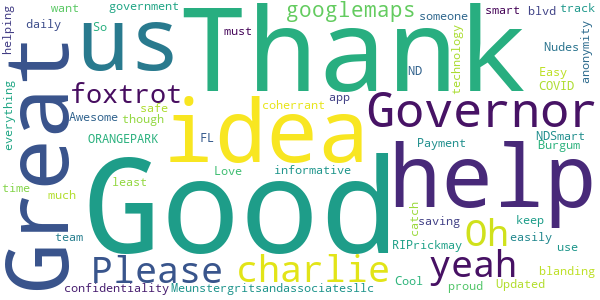 helping
want
government
So
daily
must
googlemaps
someone
smart
blvd
track
Thank
us
Great
everything
foxtrot
Awesome
safe
though
ORANGEPARK
idea
coherrant
FL
app
ND
technology
Governor
Easy
COVID
Nudes
anonymity
Payment
NDSmart
Burgum
Good
help
time
much
least
Love
informative
team
Please
charlie
confidentiality
Meunstergritsandassociatesllc
catch
saving
RIPrickmay
Oh
yeah
Cool
keep
easily
use
proud
Updated
blanding